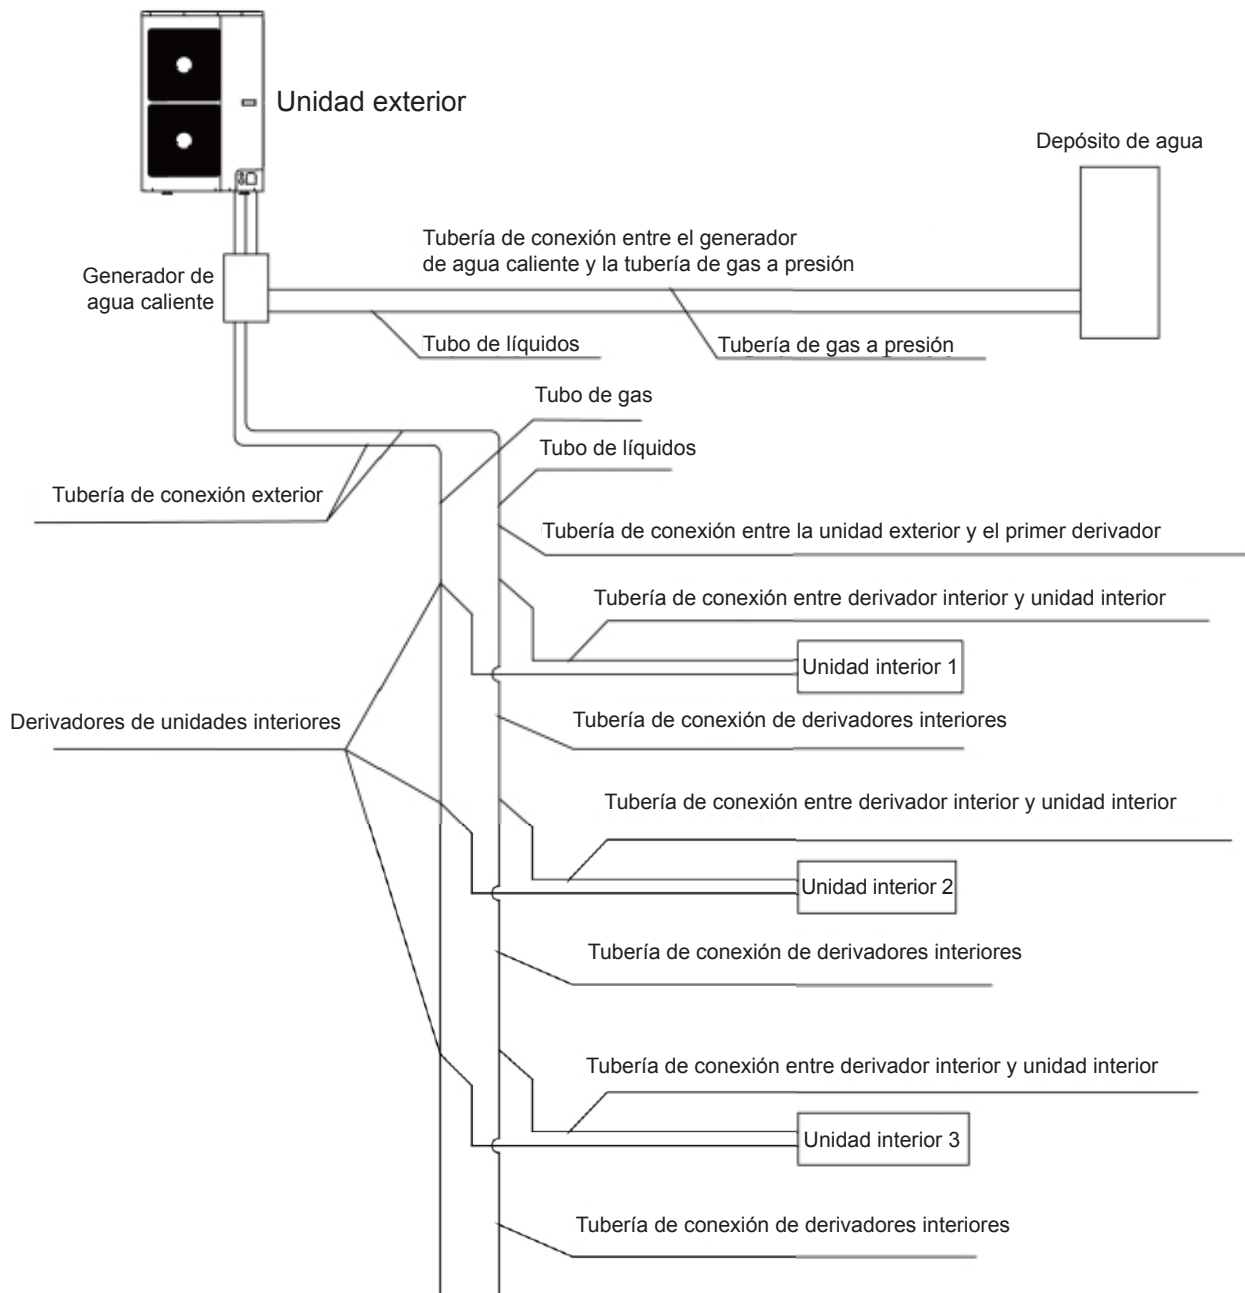 Unidad exterior
Depósito de agua
Tubería de conexión entre el generador
de agua caliente y la tubería de gas a presión
Generador de
agua caliente
Tubo de líquidos
Tubería de gas a presión
Tubo de gas
Tubo de líquidos
Tubería de conexión exterior
Tubería de conexión entre la unidad exterior y el primer derivador
Tubería de conexión entre derivador interior y unidad interior
Unidad interior 1
Derivadores de unidades interiores
Tubería de conexión de derivadores interiores
Tubería de conexión entre derivador interior y unidad interior
Unidad interior 2
Tubería de conexión de derivadores interiores
Tubería de conexión entre derivador interior y unidad interior
Unidad interior 3
Tubería de conexión de derivadores interiores